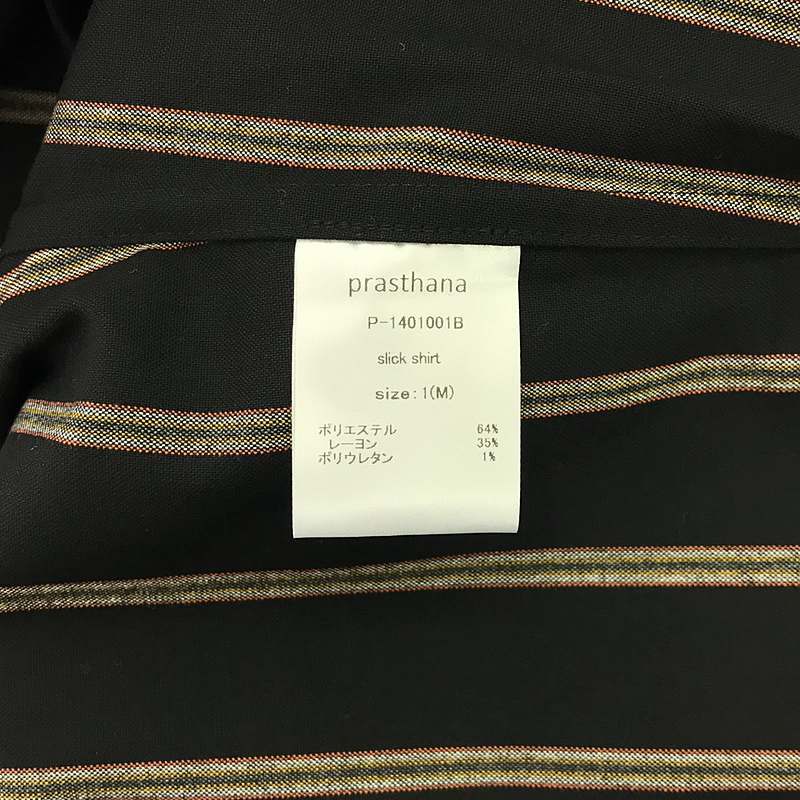 prasthana
P-1401001B
slick shirt
size:1(M)
ポリエステル 64%
レーヨン 35%
ポリウレタン 1%